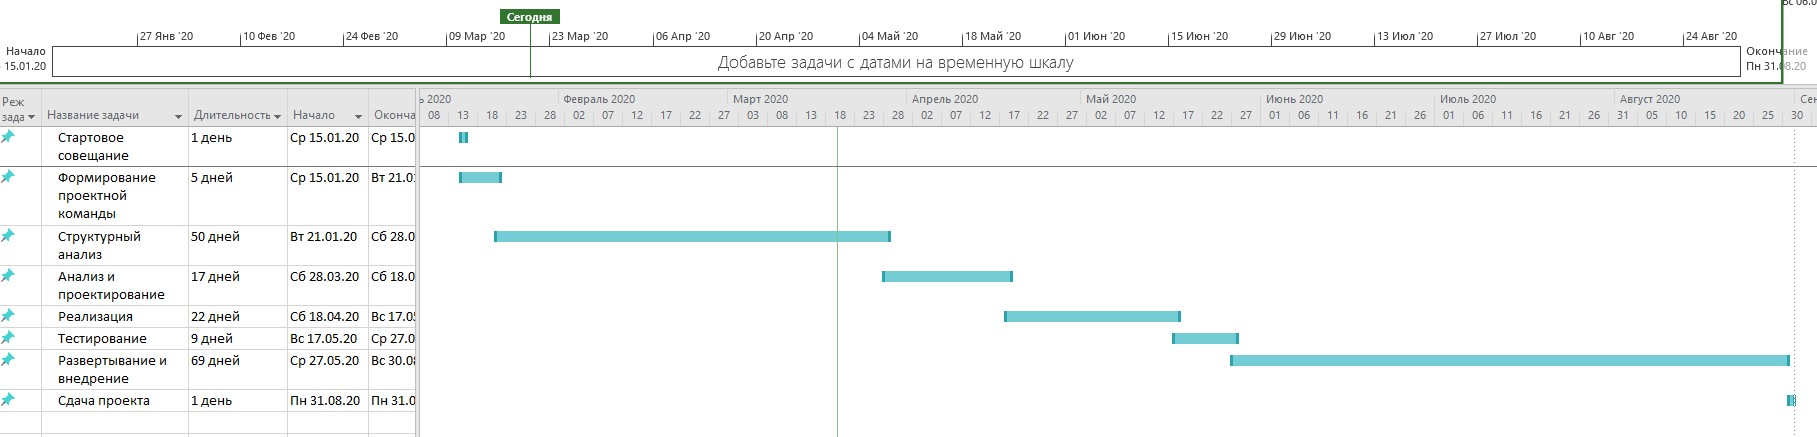 Вс 06.0
Сегодня
27 Янв '20 10 Фев '20 24 Фев '20 09 Мар '20 23 Мар '20 06 Апр '20 20 Апр '20 04 Май '20 18 Май '20 01 Июн '20 15 Июн '20 29 Июн '20 13 Июл '20 27 Июл '20 10 Авг '20 24 Авг '20
Начало
15.01.20
Добавьте задачи с датами на временную шкалу
Окончание
Пн 31.08.20
Реж
зада
Название задачи
Длительность
Начало
Оконча
ь 2020 Февраль 2020 Март 2020 Апрель 2020 Май 2020 Июнь 2020 Июль 2020 Август 2020 Сен
08 13 18 23 28 02 07 12 17 22 27 03 08 13 18 23 28 02 07 12 17 22 27 02 07 12 17 22 27 01 06 11 16 21 26 01 06 11 16 21 26 31 05 10 15 20 25 30
Стартовое 1 день Ср 15.01.20 Ср 15.0
совещание
Формирование 5 дней Ср 15.01.20 Вт 21.01
проектной
команды
Структурный 50 дней Вт 21.01.20 Сб 28.0
анализ
Анализ и 17 дней Сб 28.03.20 Сб 18.0
проектирование
Реализация 22 дней Сб 18.04.20 Вс 17.05
Тестирование 9 дней Вс 17.05.20 Ср 27.0
Развертывание и 69 дней Ср 27.05.20 Вс 30.08
внедрение
Сдача проекта 1 день Пн 31.08.20 Пн 31.0